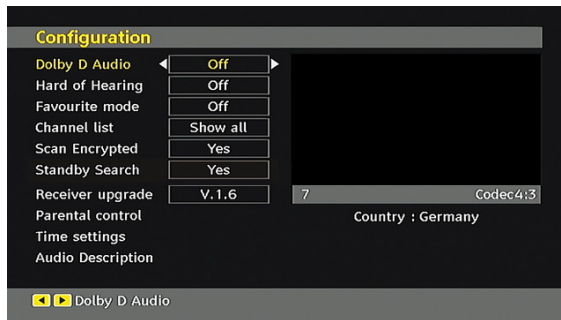 Configuration
Dolby D Audio Off
Hard of Hearing Off
Favourite mode Off
Channel list Show all
Scan Encrypted Yes
Standby Search Yes
Receiver upgrade V.1.6
Parental control
Time settings
Audio Description
7 Codec4:3
Country : Germany
Dolby D Audio